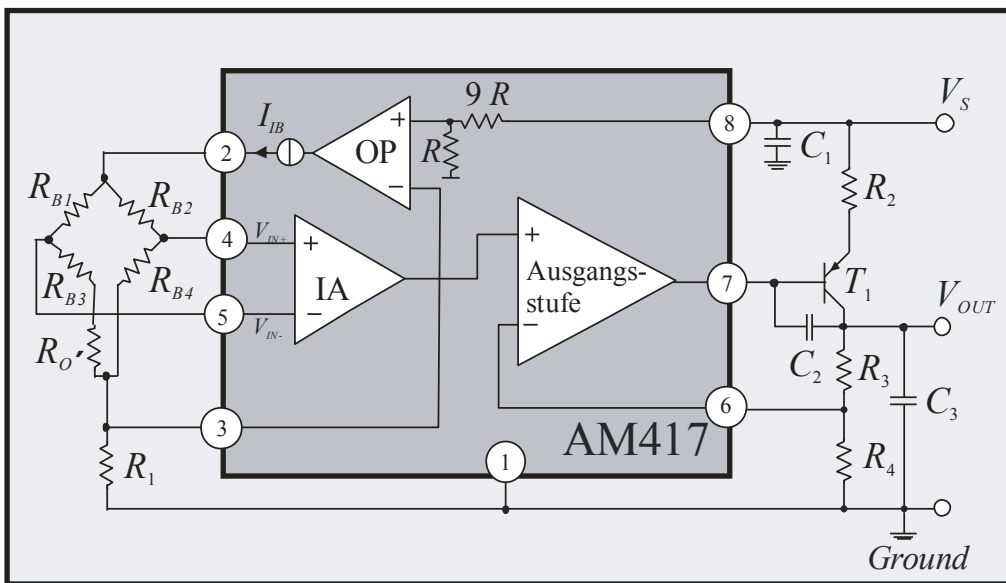 9 R
V_S
I_IB
+
8
OP
R
C_1
2
−
R_2
R_B1
R_B2
4
V_IN+
+
+
R_B3
R_B4
IA
Ausgangs-
stufe
7
T_1
5
V_IN-
−
−
V_OUT
R_O′
C_2
R_3
C_3
6
3
AM417
R_1
1
R_4
Ground